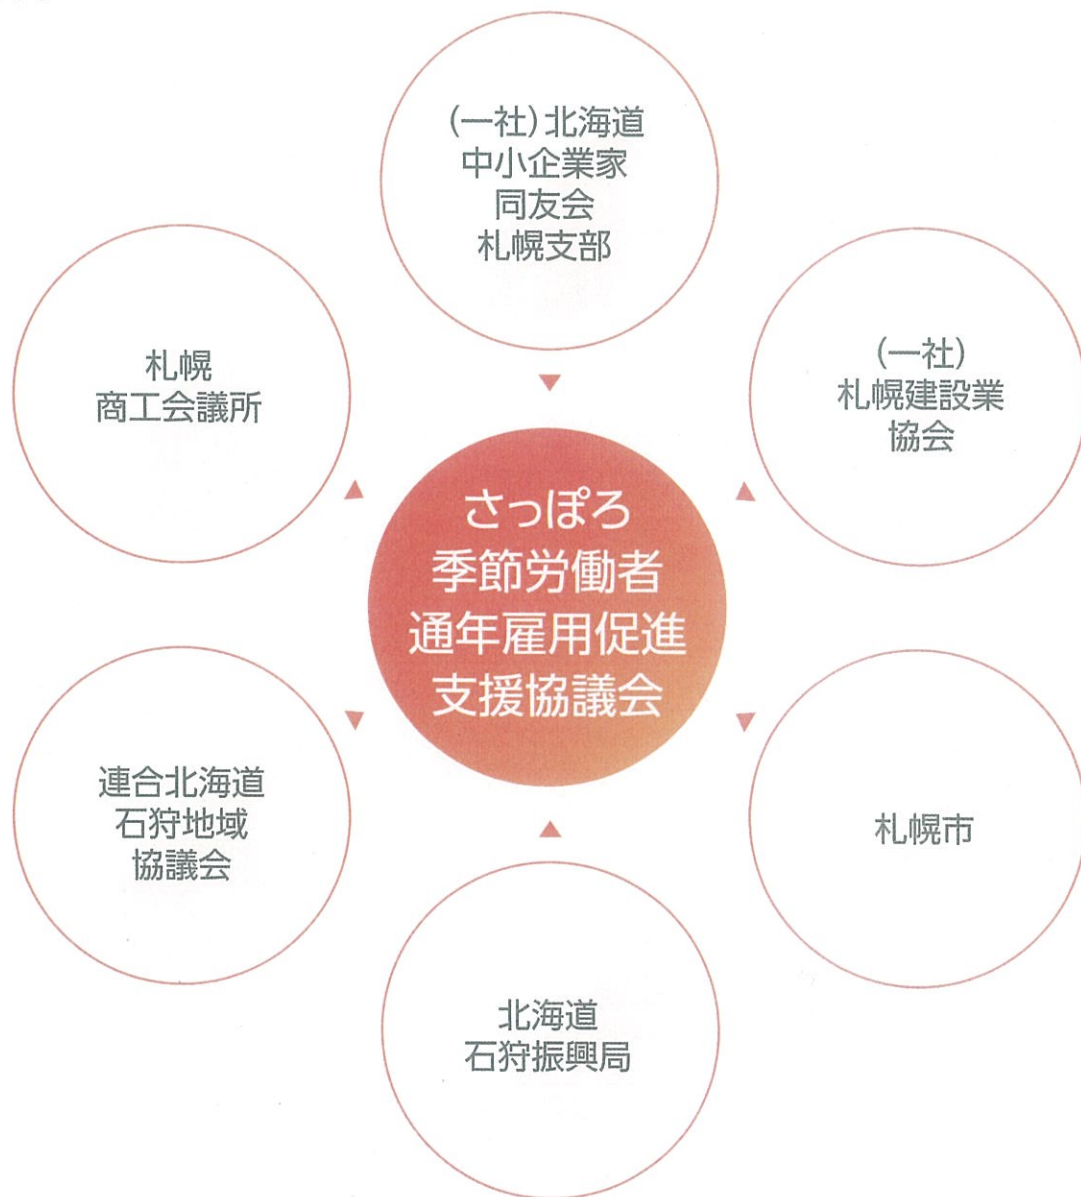 (一社)北海道
中小企業家
同友会
札幌支部
札幌
商工会議所
(一社)
札幌建設業
協会
さっぽろ
季節労働者
通年雇用促進
支援協議会
連合北海道
石狩地域
協議会
札幌市
北海道
石狩振興局